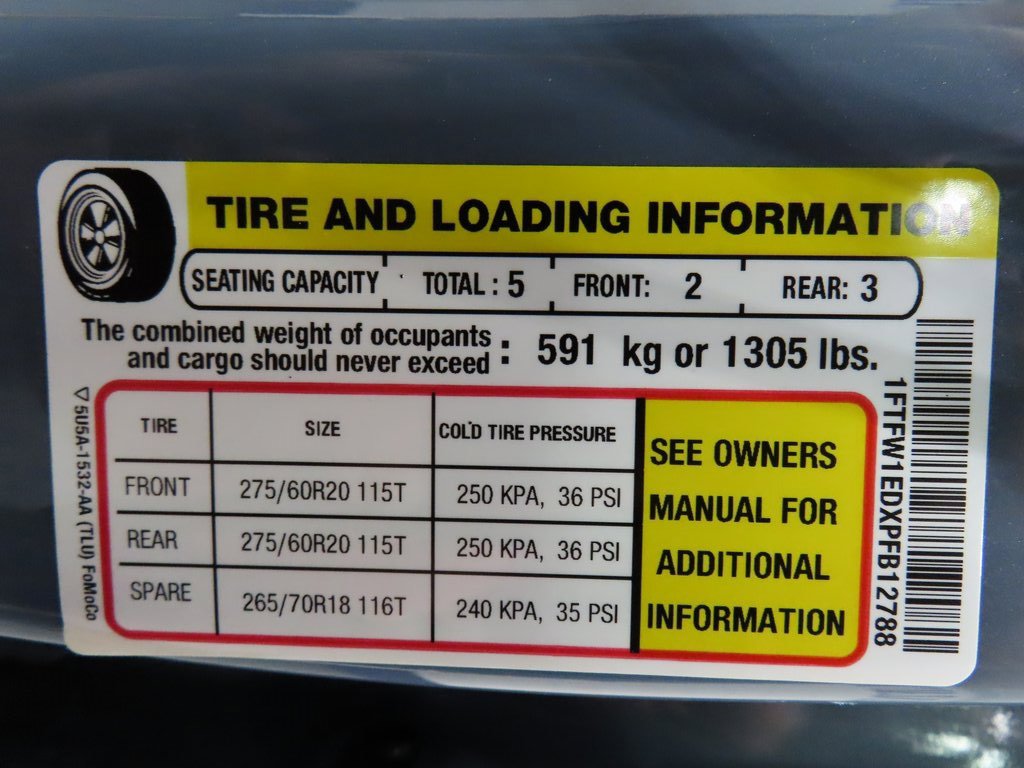 TIRE AND LOADING INFORMATION
SEATING CAPACITY TOTAL : 5 FRONT: 2 REAR: 3
The combined weight of occupants
and cargo should never exceed : 591 kg or 1305 lbs.
TIRE SIZE COLD TIRE PRESSURE
FRONT 275/60R20 115T 250 KPA, 36 PSI
REAR 275/60R20 115T 250 KPA, 36 PSI
SPARE 265/70R18 116T 240 KPA, 35 PSI
SEE OWNERS
MANUAL FOR
ADDITIONAL
INFORMATION
5U5A-1532-AA (TLU) FoMoCo
1FTFW1EDXPFB12788